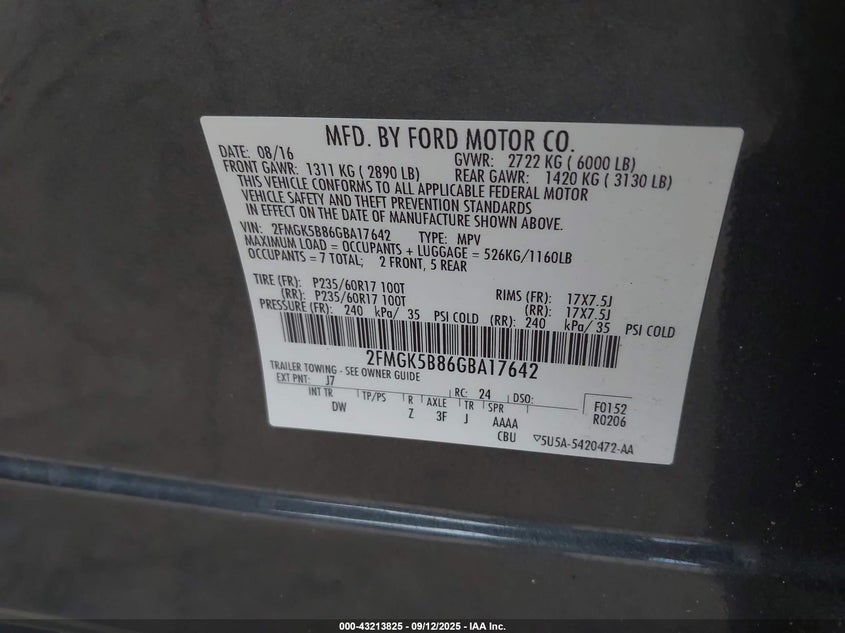 MFD. BY FORD MOTOR CO.
DATE: 08/16 GVWR: 2722 KG ( 6000 LB)
FRONT GAWR: 1311 KG ( 2890 LB) REAR GAWR: 1420 KG ( 3130 LB)
THIS VEHICLE CONFORMS TO ALL APPLICABLE FEDERAL MOTOR
VEHICLE SAFETY AND THEFT PREVENTION STANDARDS
IN EFFECT ON THE DATE OF MANUFACTURE SHOWN ABOVE.
VIN: 2FMGK5B86GBA17642 TYPE: MPV
MAXIMUM LOAD = OCCUPANTS + LUGGAGE = 526KG/1160LB
OCCUPANTS = 7 TOTAL; 2 FRONT, 5 REAR
TIRE (FR): P235/60R17 100T RIMS (FR): 17X7.5J
(RR): P235/60R17 100T (RR): 17X7.5J
PRESSURE (FR): 240 kPa/ 35 PSI COLD (RR): 240 kPa/ 35 PSI COLD
2FMGK5B86GBA17642
TRAILER TOWING - SEE OWNER GUIDE
EXT PNT: J7 RC: 24 DSO:
INT TR TP/PS R AXLE TR SPR F0152
DW Z 3F J AAAA R0206
CBU ▽5U5A-5420472-AA
000-43213825 - 09/12/2025 - IAA Inc.